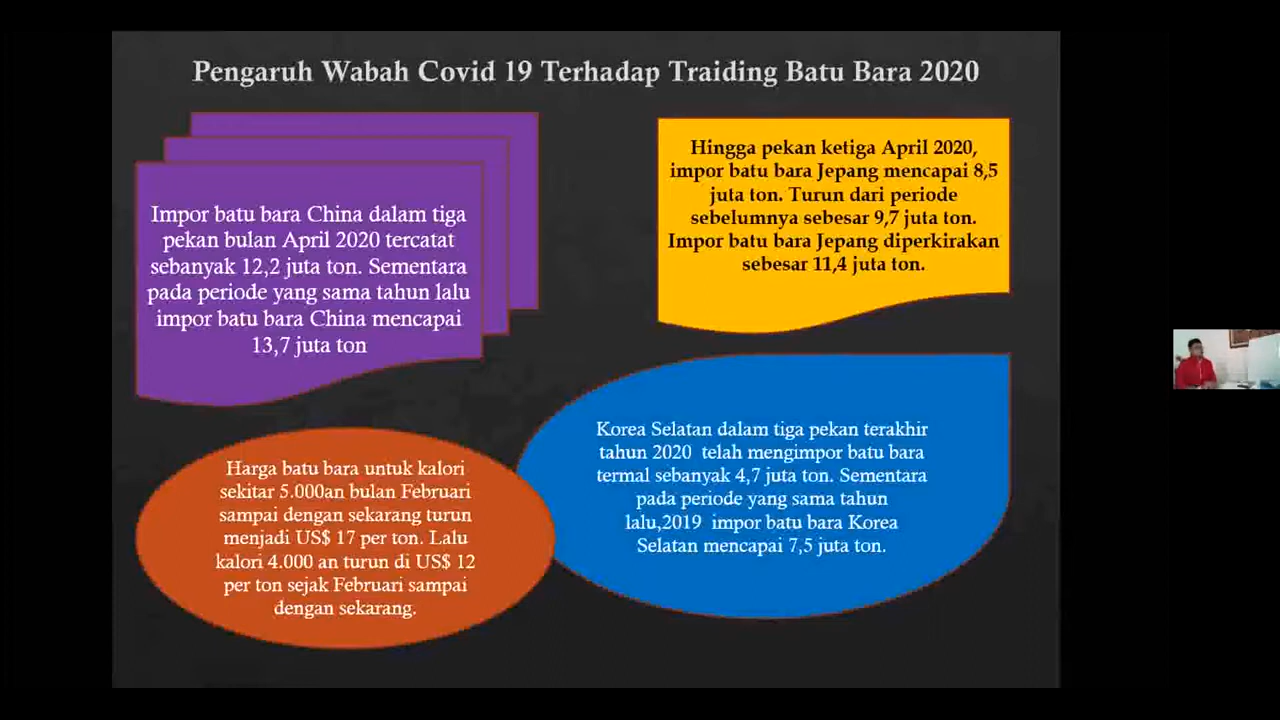 Pengaruh Wabah Covid 19 Terhadap Traiding Batu Bara 2020
Impor batu bara China dalam tiga
pekan bulan April 2020 tercatat
sebanyak 12,2 juta ton. Sementara
pada periode yang sama tahun lalu
impor batu bara China mencapai
13,7 juta ton
Hingga pekan ketiga April 2020,
impor batu bara Jepang mencapai 8,5
juta ton. Turun dari periode
sebelumnya sebesar 9,7 juta ton.
Impor batu bara Jepang diperkirakan
sebesar 11,4 juta ton.
Harga batu bara untuk kalori
sekitar 5.000an bulan Februari
sampai dengan sekarang turun
menjadi US$ 17 per ton. Lalu
kalori 4.000 an turun di US$ 12
per ton sejak Februari sampai
dengan sekarang.
Korea Selatan dalam tiga pekan terakhir
tahun 2020 telah mengimpor batu bara
termal sebanyak 4,7 juta ton. Sementara
pada periode yang sama tahun
lalu,2019 impor batu bara Korea
Selatan mencapai 7,5 juta ton.